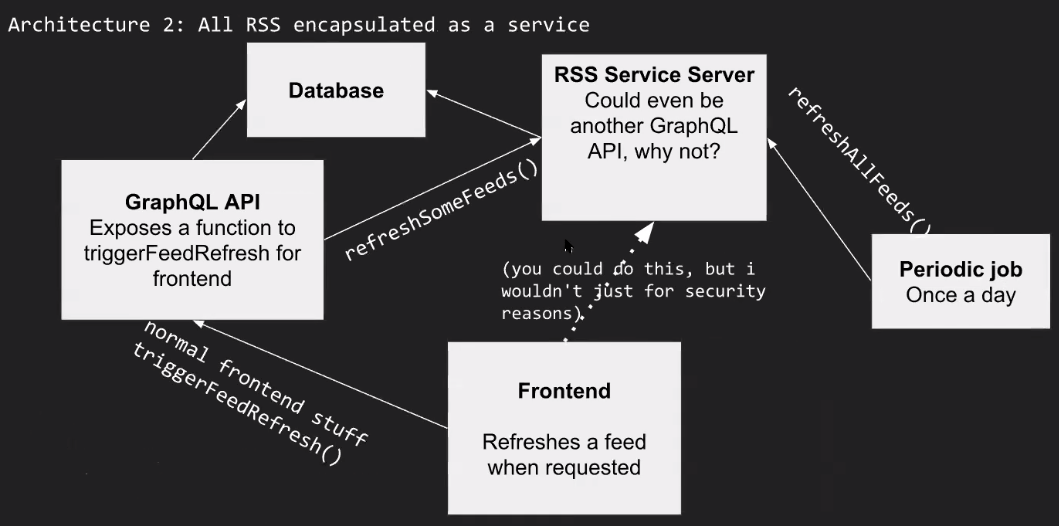 Architecture 2: All RSS encapsulated as a service
Database
RSS Service Server
Could even be
another GraphQL
API, why not?
refreshAllFeeds()
GraphQL API
Exposes a function to
triggerFeedRefresh for
frontend
refreshSomeFeeds()
Periodic job
Once a day
(you could do this, but i
wouldn't just for security
reasons)
normal frontend stuff
triggerFeedRefresh()
Frontend
Refreshes a feed
when requested